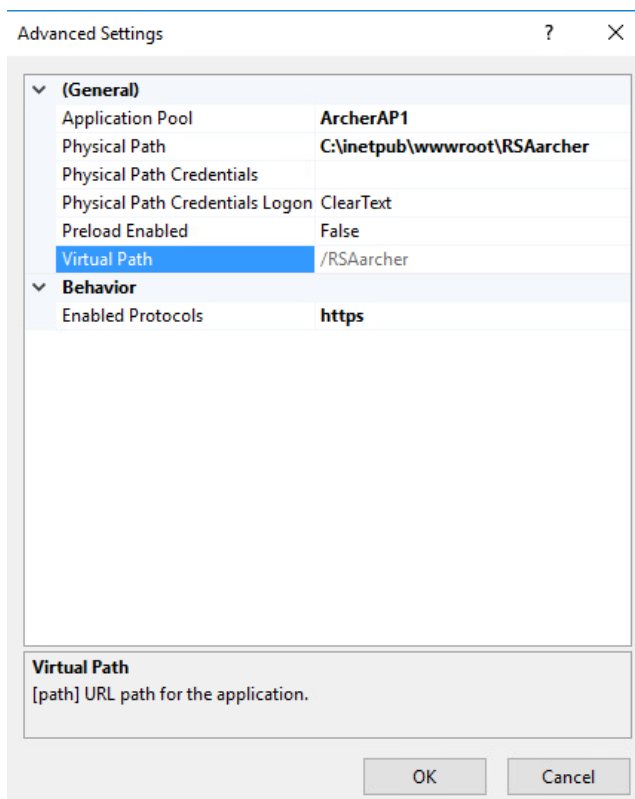 Advanced Settings ? ×
(General)
Application Pool ArcherAP1
Physical Path C:\inetpub\wwwroot\RSAarcher
Physical Path Credentials
Physical Path Credentials Logon ClearText
Preload Enabled False
Virtual Path /RSAarcher
Behavior
Enabled Protocols https
Virtual Path
[path] URL path for the application.
OK Cancel